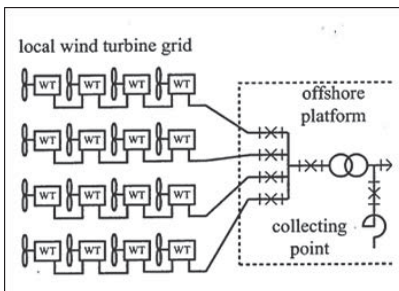 local wind turbine grid
WT WT WT WT
offshore
platform
WT WT WT WT
WT WT WT WT
collecting
point
WT WT WT WT